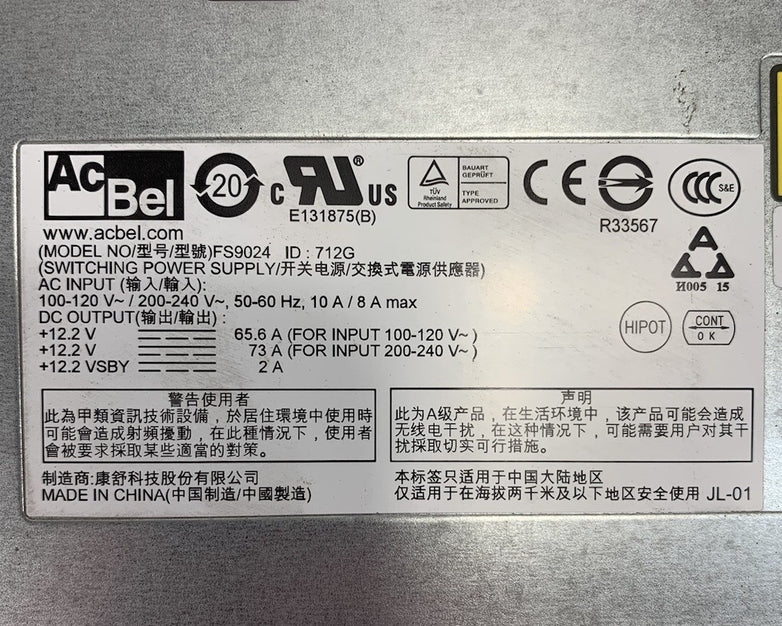 AcBel
20
c RU® US
E131875(B)
TÜV
Rheinland
Product Safety
BAUART
GEPRÜFT
TYPE
APPROVED
CE
R33567
CCC S&E
www.acbel.com
(MODEL NO/型号/型號)FS9024 ID : 712G
(SWITCHING POWER SUPPLY/开关电源/交換式電源供應器)
AC INPUT (输入/輸入):
100-120 V~ / 200-240 V~, 50-60 Hz, 10 A / 8 A max
DC OUTPUT(输出/輸出) :
+12.2 V 65.6 A (FOR INPUT 100-120 V~ )
+12.2 V 73 A (FOR INPUT 200-240 V~ )
+12.2 VSBY 2 A
И005 15
HIPOT
CONT
O K
警告使用者
此為甲類資訊技術設備，於居住環境中使用時
可能會造成射頻擾動，在此種情況下，使用者
會被要求採取某些適當的對策。
声明
此为A级产品，在生活环境中，该产品可能会造成
无线电干扰，在这种情况下，可能需要用户对其干
扰采取切实可行措施。
制造商:康舒科技股份有限公司
MADE IN CHINA(中国制造/中國製造)
本标签只适用于中国大陆地区
仅适用于在海拔两千米及以下地区安全使用 JL-01